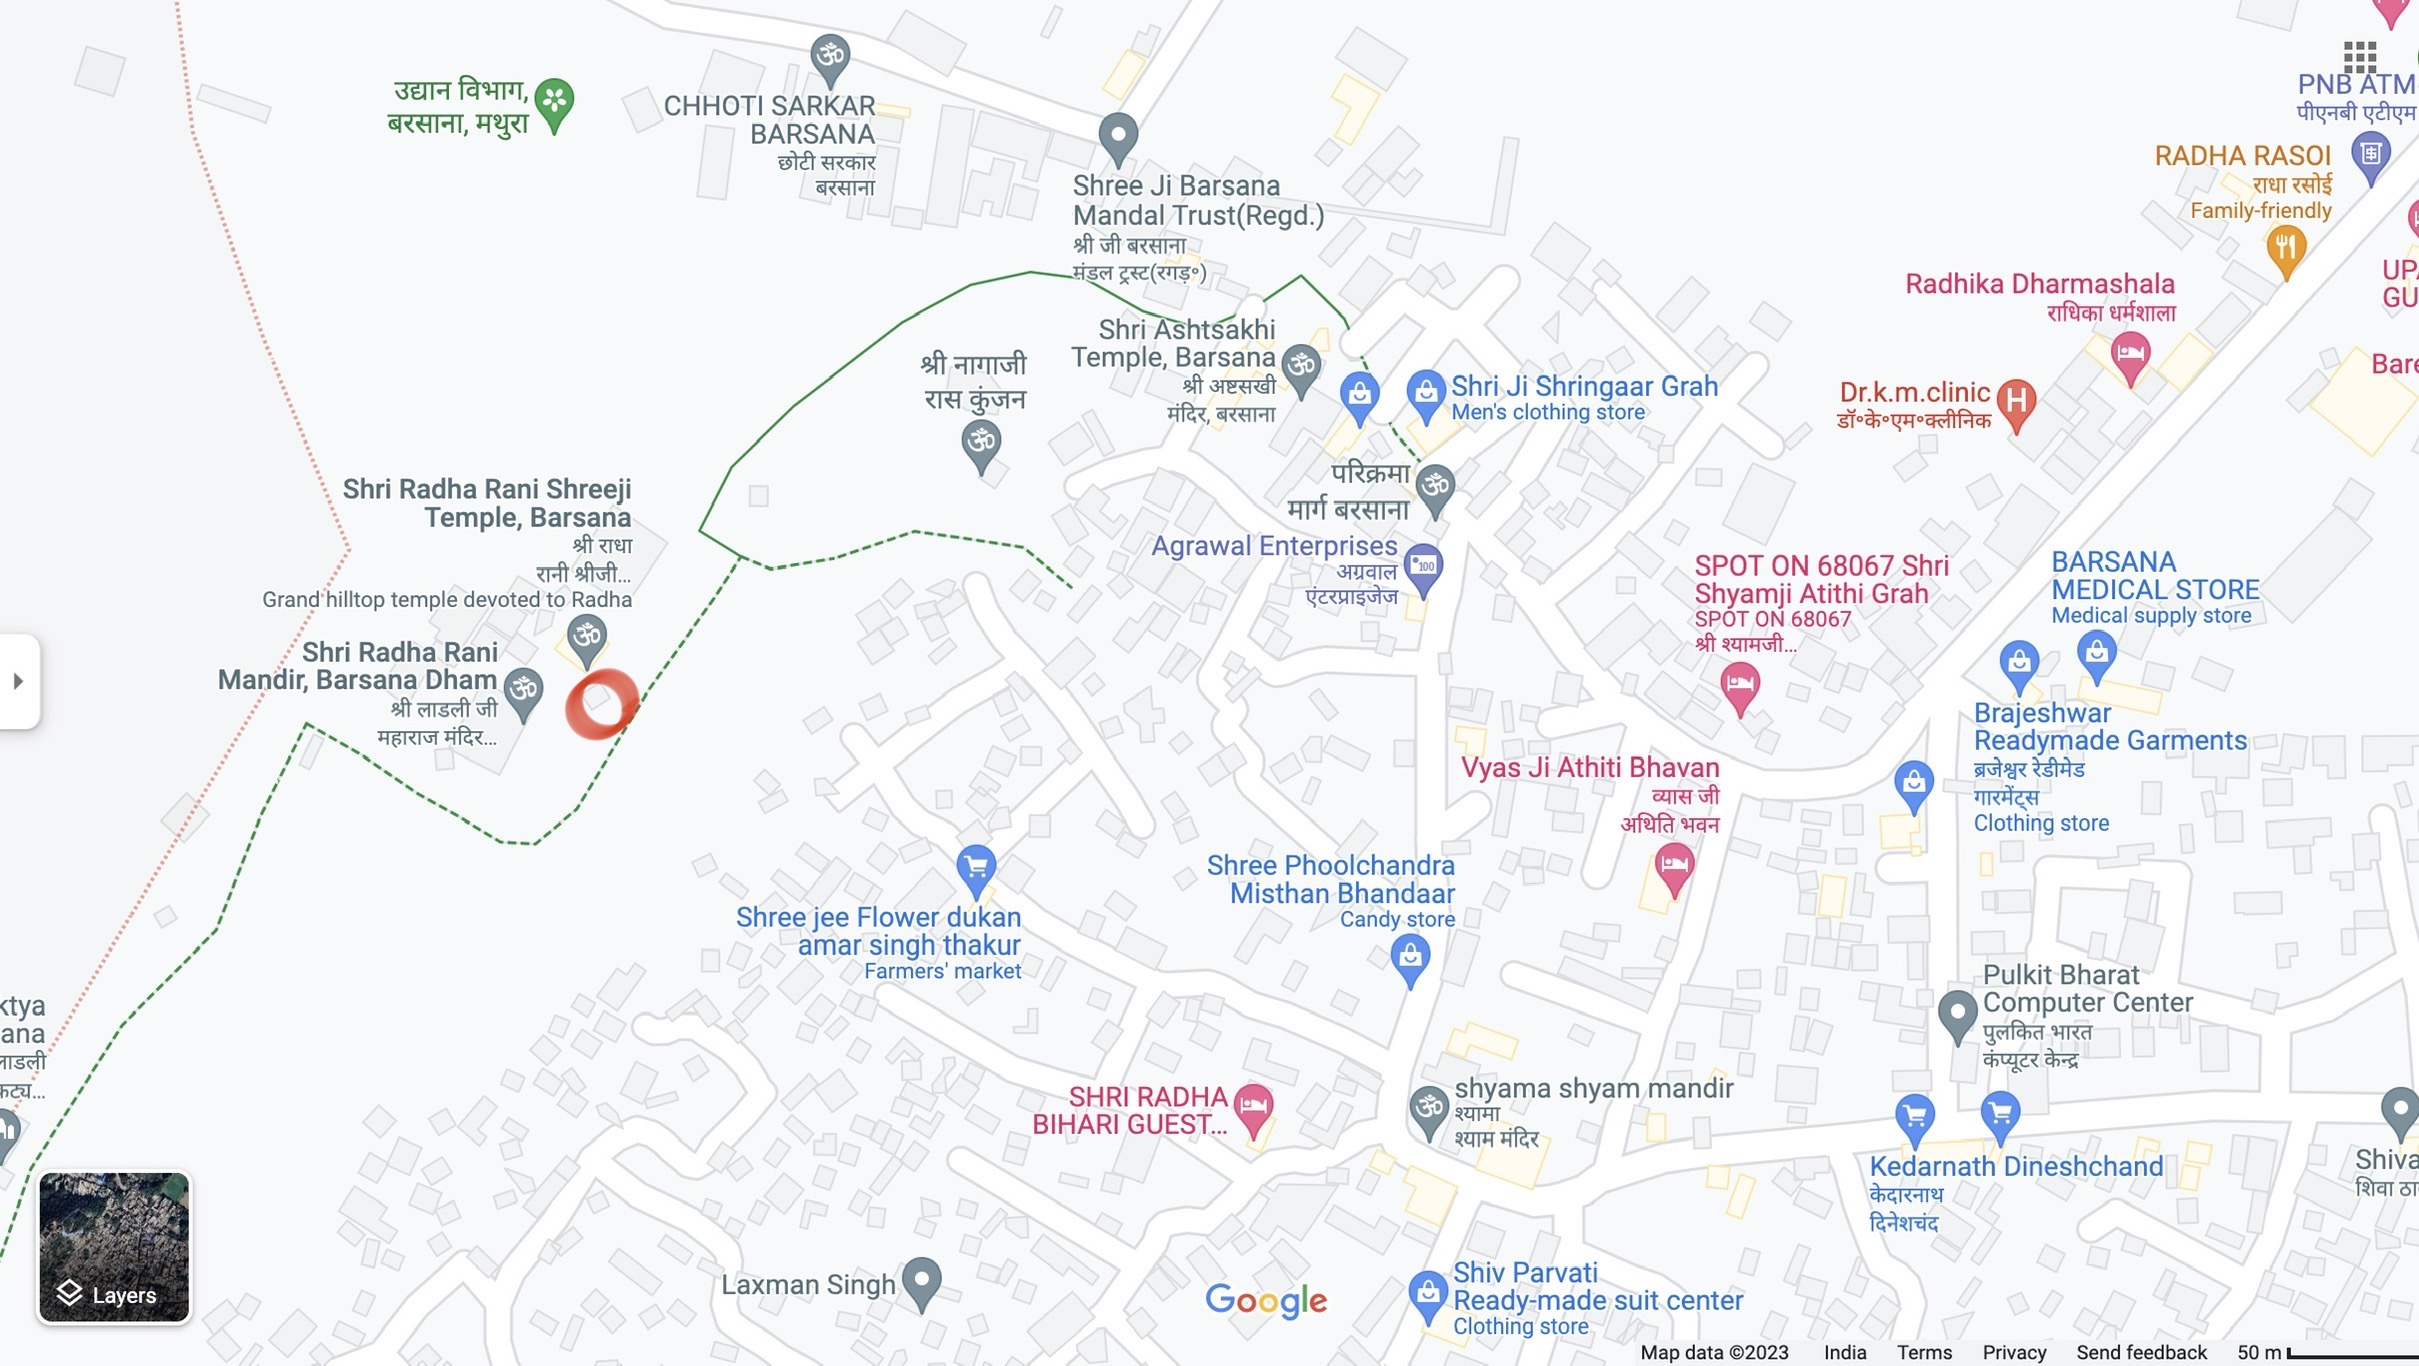 उद्यान विभाग,
बरसाना, मथुरा
CHHOTI SARKAR
BARSANA
छोटी सरकार
बरसाना
Shree Ji Barsana
Mandal Trust(Regd.)
श्री जी बरसाना
मंडल ट्रस्ट(रगड़॰)
PNB ATM
पीएनबी एटीएम
RADHA RASOI
राधा रसोई
Family-friendly
Radhika Dharmashala
राधिका धर्मशाला
UPA
GU
Bare
Dr.k.m.clinic
डॉ॰के॰एम॰क्लीनिक
Shri Ashtsakhi
Temple, Barsana
श्री अष्टसखी
मंदिर, बरसाना
श्री नागाजी
रास कुंजन
Shri Ji Shringaar Grah
Men's clothing store
परिक्रमा
मार्ग बरसाना
Shri Radha Rani Shreeji
Temple, Barsana
श्री राधा
रानी श्रीजी...
Grand hilltop temple devoted to Radha
Agrawal Enterprises
अग्रवाल
एंटरप्राइजेज
100
SPOT ON 68067 Shri
Shyamji Atithi Grah
SPOT ON 68067
श्री श्यामजी...
BARSANA
MEDICAL STORE
Medical supply store
Shri Radha Rani
Mandir, Barsana Dham
श्री लाडली जी
महाराज मंदिर...
Brajeshwar
Readymade Garments
ब्रजेश्वर रेडीमेड
गारमेंट्स
Clothing store
Vyas Ji Athiti Bhavan
व्यास जी
अथिति भवन
Shree Phoolchandra
Misthan Bhandaar
Candy store
Shree jee Flower dukan
amar singh thakur
Farmers' market
Pulkit Bharat
Computer Center
पुलकित भारत
कंप्यूटर केन्द्र
ktya
ana
लाडली
कट्य...
SHRI RADHA
BIHARI GUEST...
shyama shyam mandir
श्यामा
श्याम मंदिर
Kedarnath Dineshchand
केदारनाथ
दिनेशचंद
Shiva
शिवा ठा
Layers
Laxman Singh
Google
Shiv Parvati
Ready-made suit center
Clothing store
Map data ©2023 India Terms Privacy Send feedback 50 m